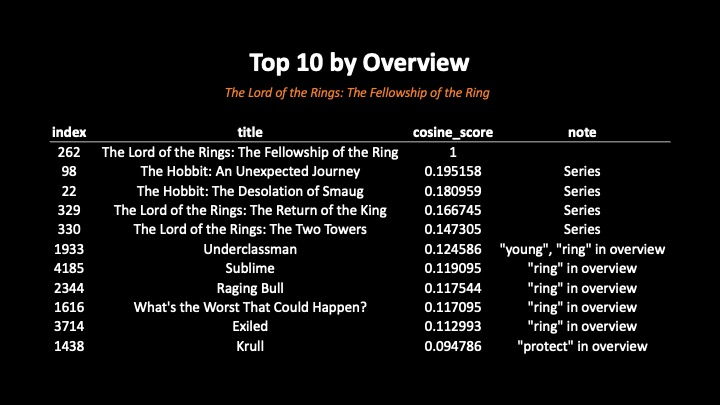 Top 10 by Overview
The Lord of the Rings: The Fellowship of the Ring
index title cosine_score note
262 The Lord of the Rings: The Fellowship of the Ring 1
98 The Hobbit: An Unexpected Journey 0.195158 Series
22 The Hobbit: The Desolation of Smaug 0.180959 Series
329 The Lord of the Rings: The Return of the King 0.166745 Series
330 The Lord of the Rings: The Two Towers 0.147305 Series
1933 Underclassman 0.124586 "young", "ring" in overview
4185 Sublime 0.119095 "ring" in overview
2344 Raging Bull 0.117544 "ring" in overview
1616 What's the Worst That Could Happen? 0.117095 "ring" in overview
3714 Exiled 0.112993 "ring" in overview
1438 Krull 0.094786 "protect" in overview